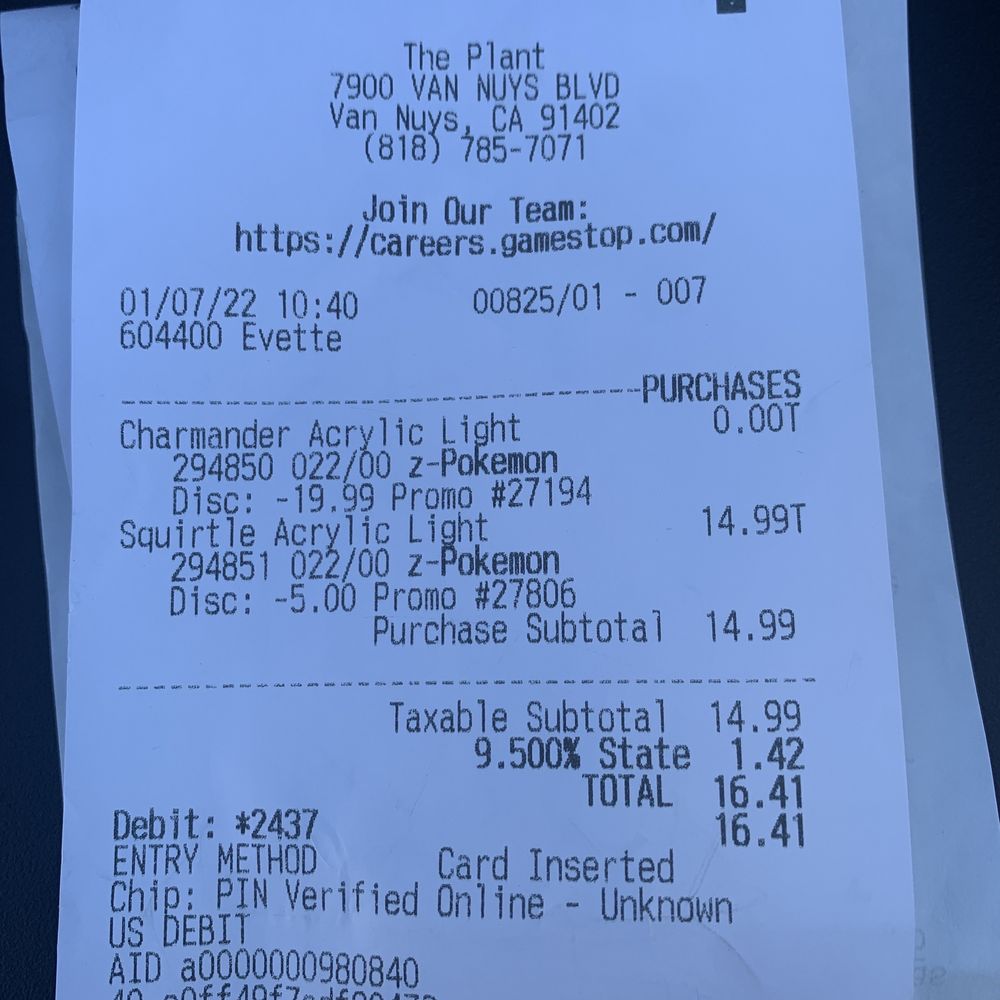 The Plant
7900 VAN NUYS BLVD
Van Nuys, CA 91402
(818) 785-7071
Join Our Team:
https://careers.gamestop.com/
01/07/22 10:40 00825/01 - 007
604400 Evette
PURCHASES
Charmander Acrylic Light 0.00T
294850 022/00 z-Pokemon
Disc: -19.99 Promo #27194
Squirtle Acrylic Light 14.99T
294851 022/00 z-Pokemon
Disc: -5.00 Promo #27806
Purchase Subtotal 14.99
Taxable Subtotal 14.99
9.500% State 1.42
TOTAL 16.41
Debit: *2437 16.41
ENTRY METHOD Card Inserted
Chip: PIN Verified Online - Unknown
US DEBIT
AID a0000000980840